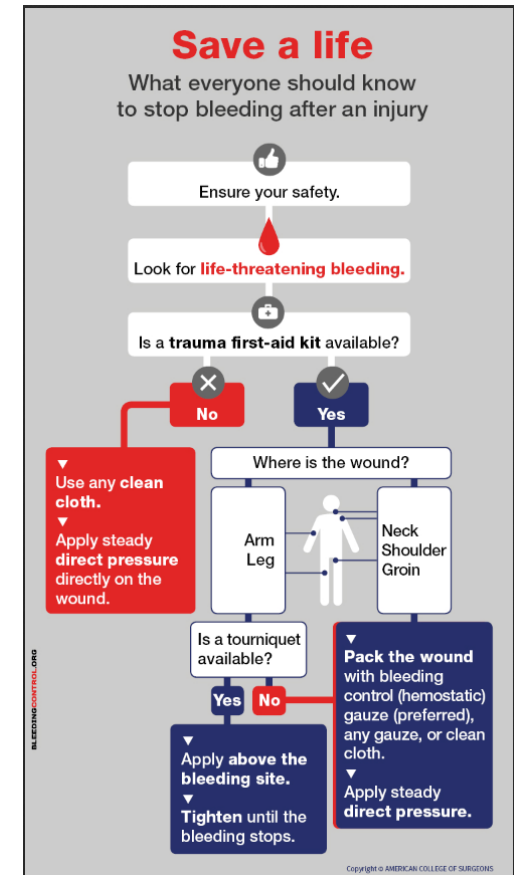 Save a life
What everyone should know
to stop bleeding after an injury
Ensure your safety.
Look for life-threatening bleeding.
Is a trauma first-aid kit available?
No
Yes
Use any clean
cloth.
Apply steady
direct pressure
directly on the
wound.
Where is the wound?
Arm
Leg
Neck
Shoulder
Groin
Is a tourniquet
available?
Yes
No
Apply above the
bleeding site.
Tighten until the
bleeding stops.
Pack the wound
with bleeding
control (hemostatic)
gauze (preferred),
any gauze, or clean
cloth.
Apply steady
direct pressure.
BLEEDINGCONTROL.ORG
Copyright © AMERICAN COLLEGE OF SURGEONS